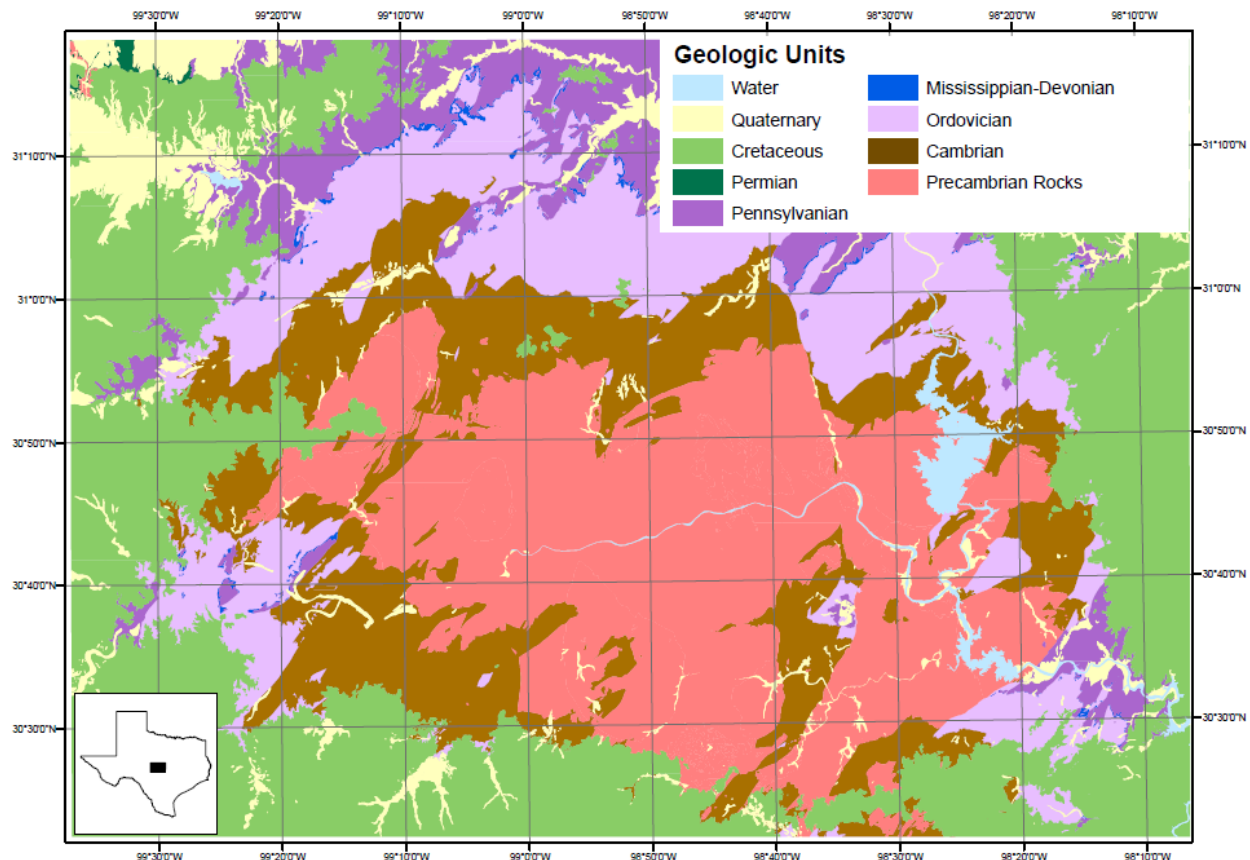 99°30'0"W 99°20'0"W 99°10'0"W 99°0'0"W 98°50'0"W 98°40'0"W 98°30'0"W 98°20'0"W 98°10'0"W
Geologic Units
Water
Quaternary
Cretaceous
Permian
Pennsylvanian
Mississippian-Devonian
Ordovician
Cambrian
Precambrian Rocks
31°10'0"N 31°10'0"N
31°0'0"N 31°0'0"N
30°50'0"N 30°50'0"N
30°40'0"N 30°40'0"N
30°30'0"N 30°30'0"N
99°30'0"W 99°20'0"W 99°10'0"W 99°0'0"W 98°50'0"W 98°40'0"W 98°30'0"W 98°20'0"W 98°10'0"W